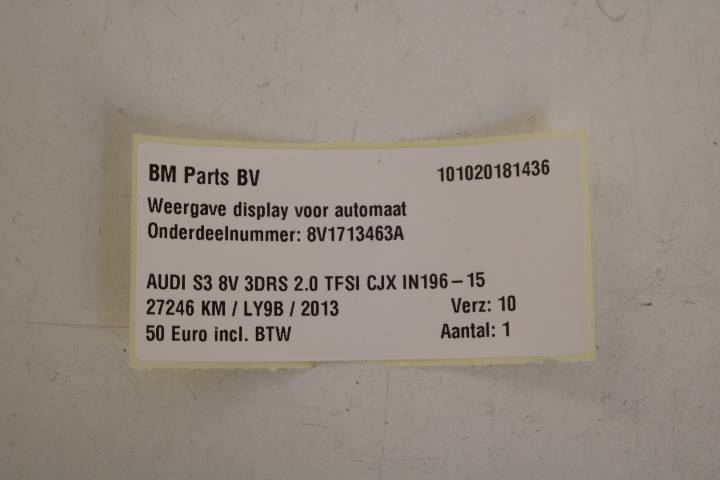 BM Parts BV 101020181436
Weergave display voor automaat
Onderdeelnummer: 8V1713463A
AUDI S3 8V 3DRS 2.0 TFSI CJX IN196-15
27246 KM / LY9B / 2013 Verz: 10
50 Euro incl. BTW Aantal: 1